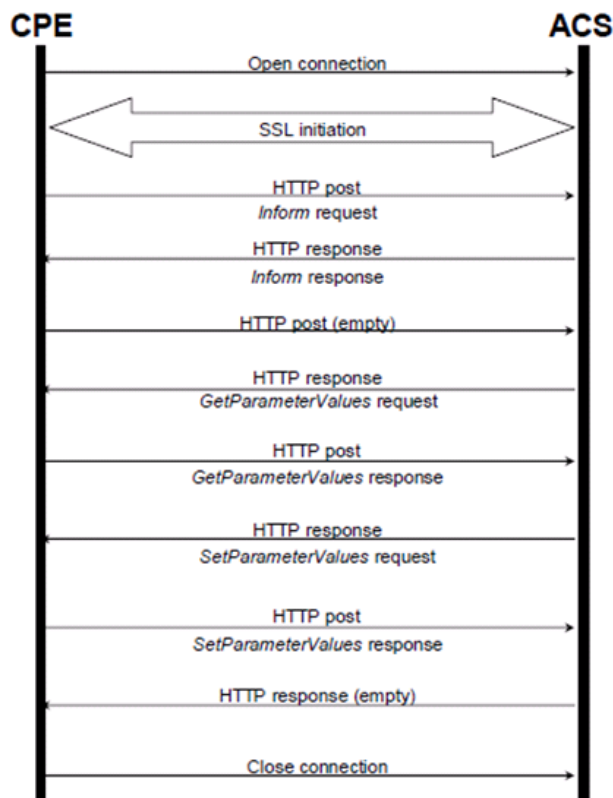 CPE ACS
Open connection
SSL initiation
HTTP post
Inform request
HTTP response
Inform response
HTTP post (empty)
HTTP response
GetParameterValues request
HTTP post
GetParameterValues response
HTTP response
SetParameterValues request
HTTP post
SetParameterValues response
HTTP response (empty)
Close connection